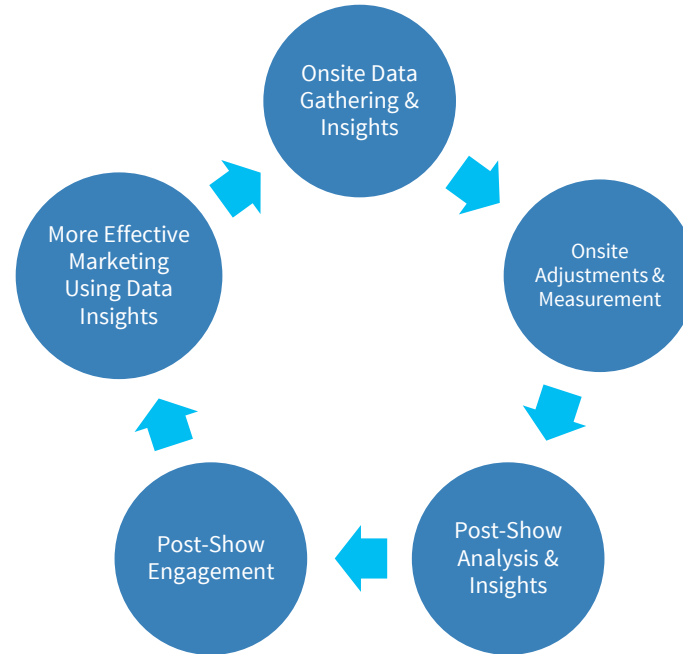 Onsite Data
Gathering &
Insights
Onsite
Adjustments &
Measurement
Post-Show
Analysis &
Insights
Post-Show
Engagement
More Effective
Marketing
Using Data
Insights